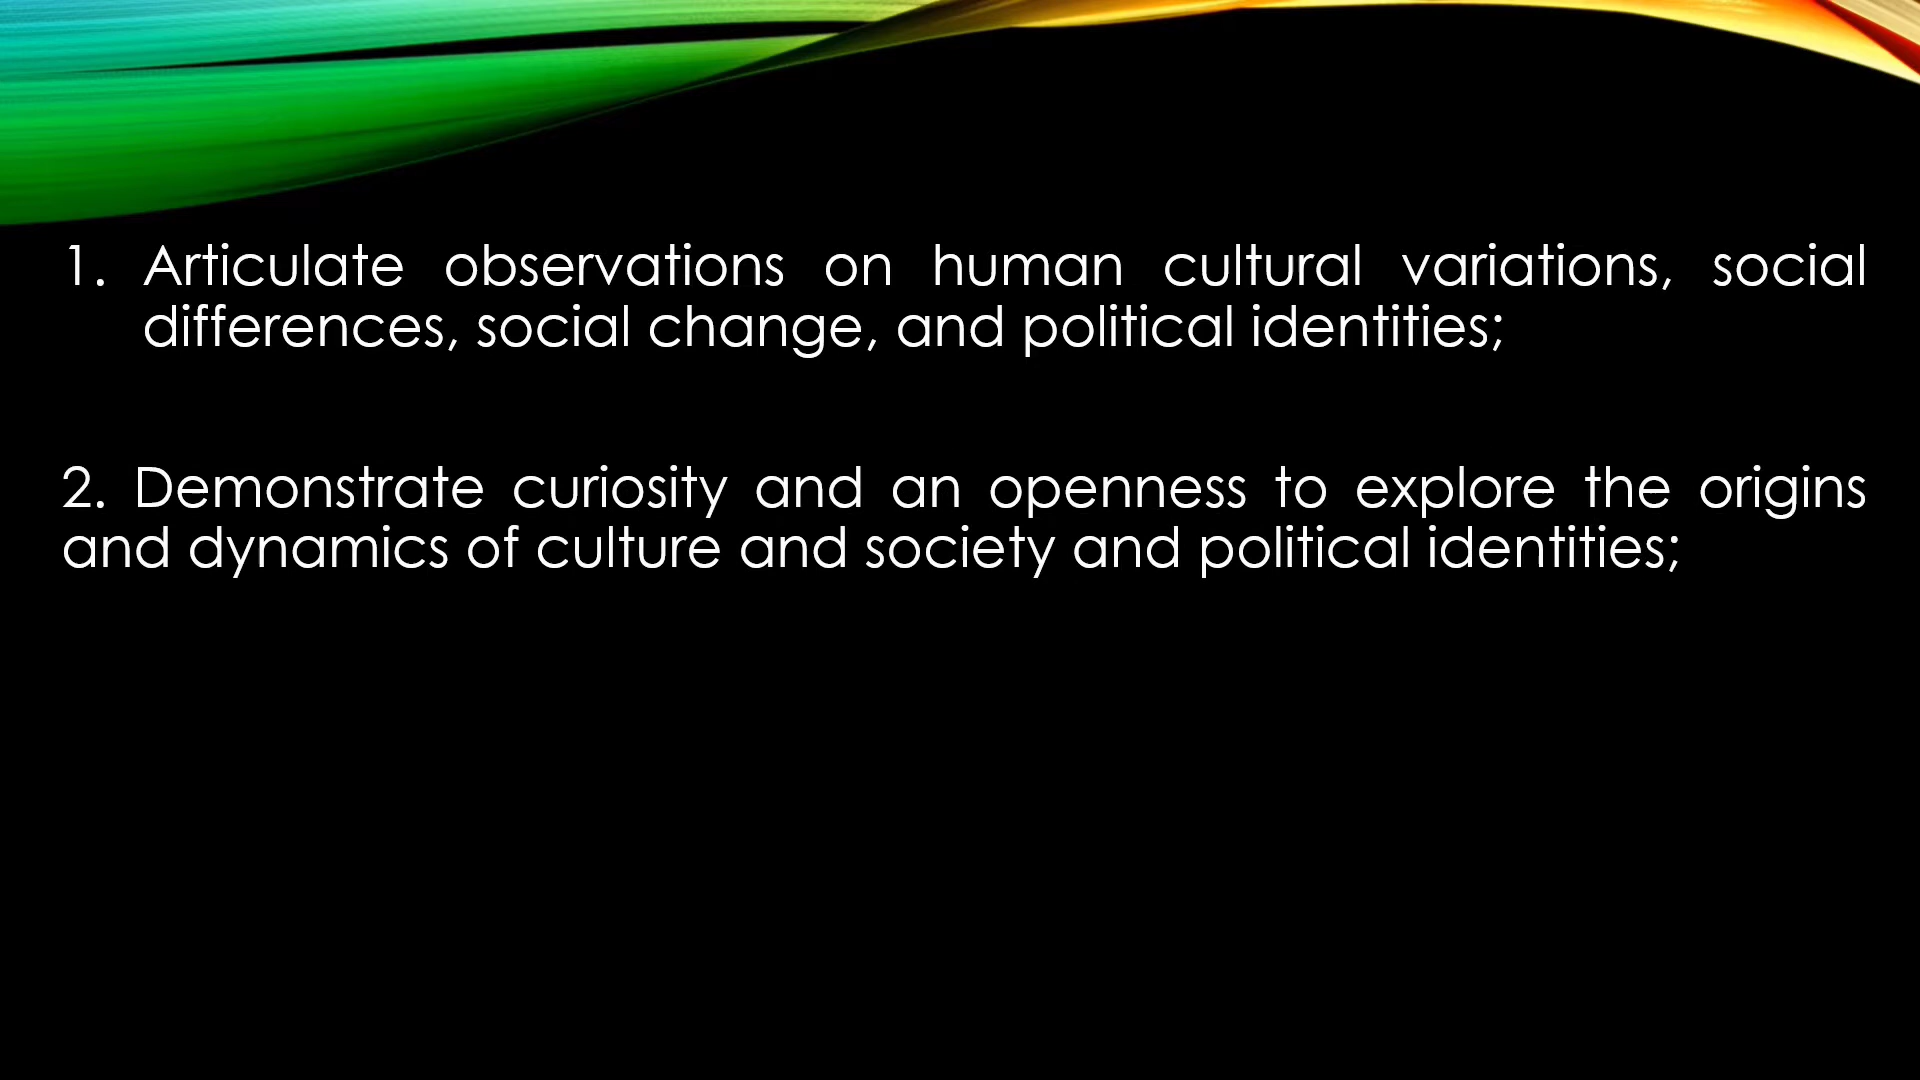 1. Articulate observations on human cultural variations, social
differences, social change, and political identities;
2. Demonstrate curiosity and an openness to explore the origins
and dynamics of culture and society and political identities;